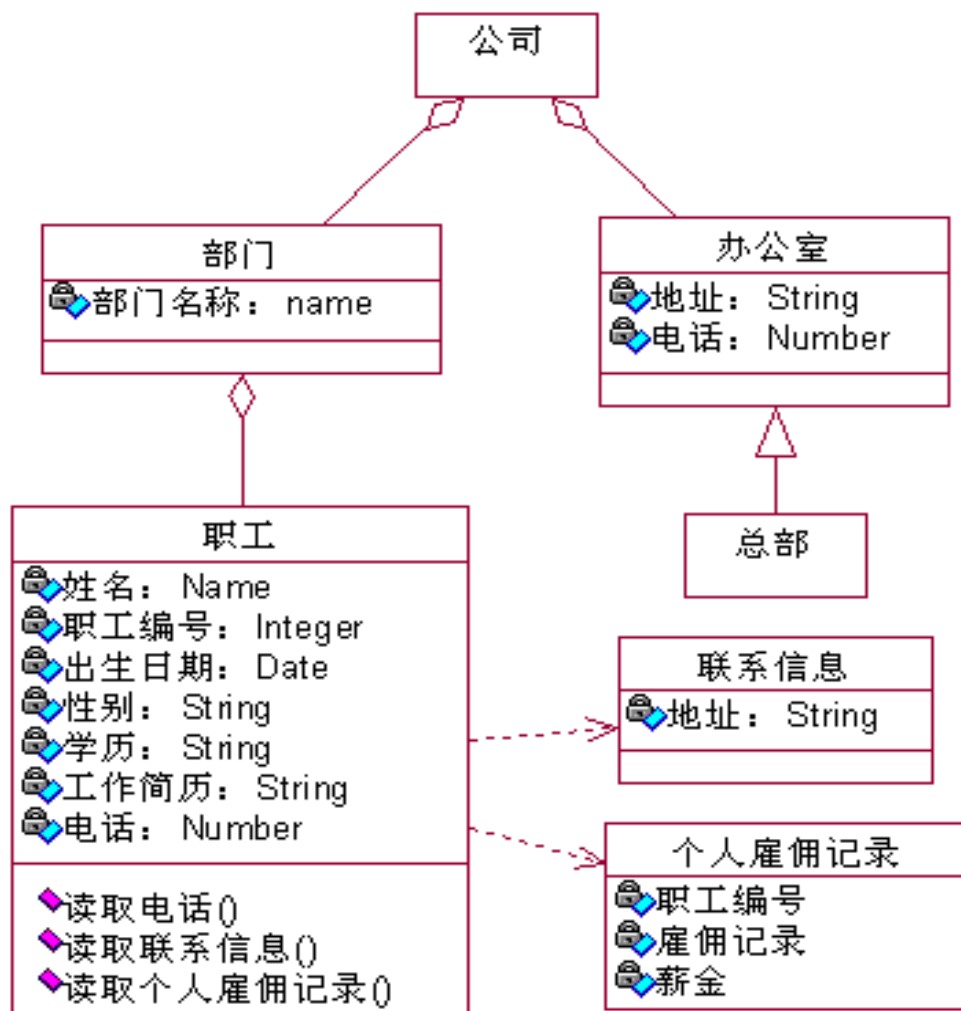 公司
部门
部门名称： name
办公室
地址： String
电话： Number
总部
职工
姓名： Name
职工编号： Integer
出生日期： Date
性别： String
学历： String
工作简历： String
电话： Number
读取电话()
读取联系信息()
读取个人雇佣记录()
联系信息
地址： String
个人雇佣记录
职工编号
雇佣记录
薪金